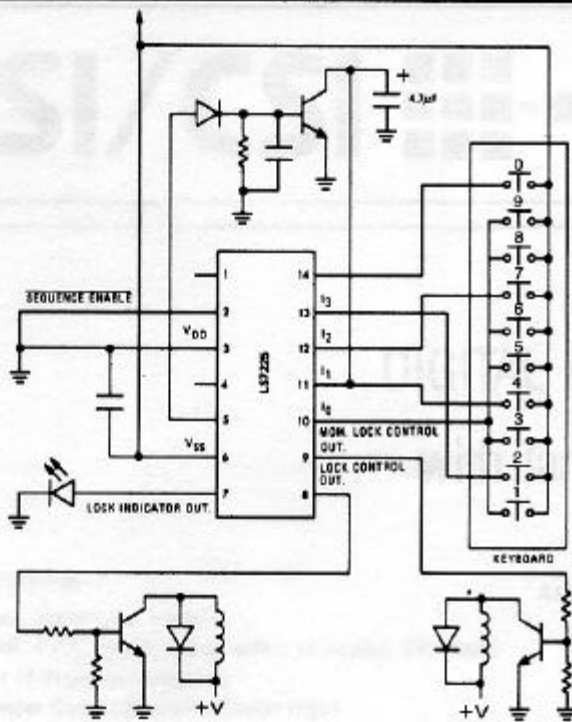 +
4.7µF
0
9
8
7
6
5
4
3
2
1
KEYBOARD
SEQUENCE ENABLE
VDD
VSS
LOCK INDICATOR OUT.
LS7225
1
2
3
4
5
6
7
14
13
12
11
10
9
8
I3
I2
I1
I0
MOM. LOCK CONTROL
OUT.
LOCK CONTROL
OUT.
+V
+V